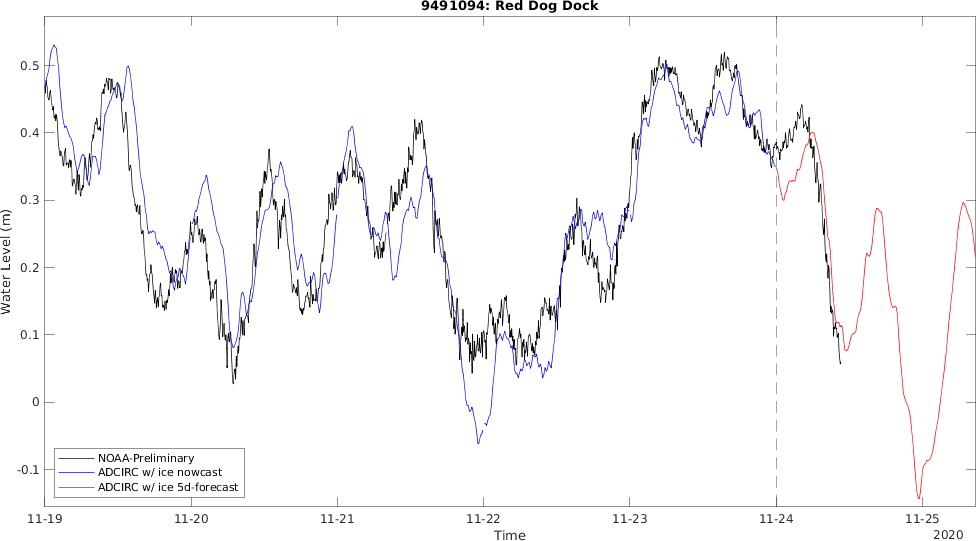 9491094: Red Dog Dock
Water Level (m)
0.5
0.4
0.3
0.2
0.1
0
-0.1
NOAA-Preliminary
ADCIRC w/ ice nowcast
ADCIRC w/ ice 5d-forecast
11-19 11-20 11-21 11-22 11-23 11-24 11-25
Time
2020